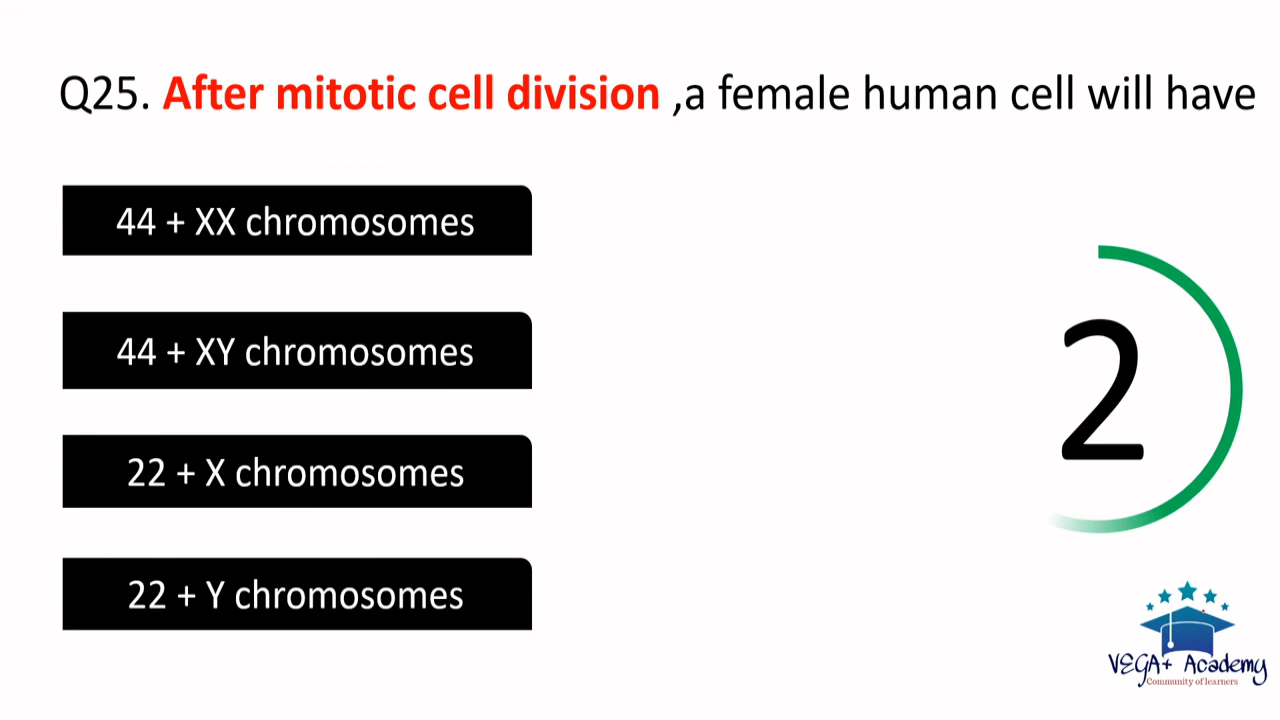 Q25. After mitotic cell division ,a female human cell will have
44 + XX chromosomes
44 + XY chromosomes
22 + X chromosomes
22 + Y chromosomes
2
VEGA+ Academy
Community of learners